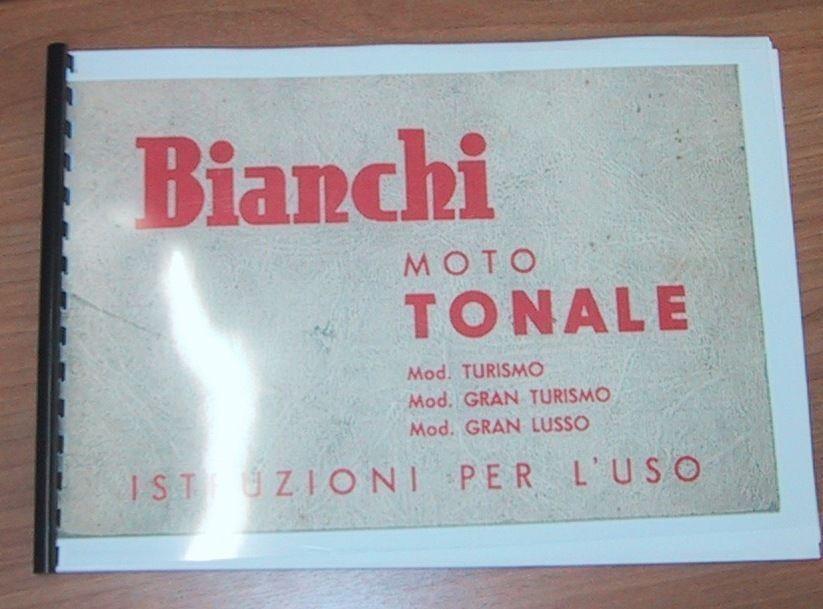 Bianchi
MOTO
TONALE
Mod. TURISMO
Mod. GRAN TURISMO
Mod. GRAN LUSSO
ISTRUZIONI PER L'USO